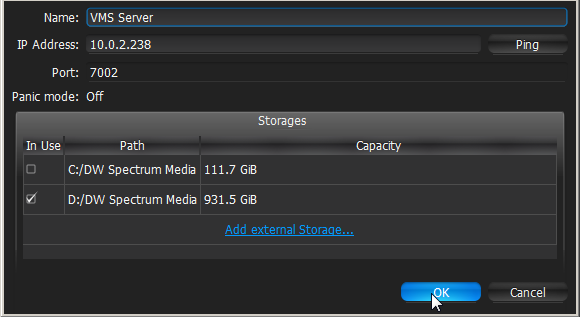 Name: VMS Server
IP Address: 10.0.2.238 Ping
Port: 7002
Panic mode: Off
Storages
In Use Path Capacity
C:/DW Spectrum Media 111.7 GiB
D:/DW Spectrum Media 931.5 GiB
Add external Storage...
OK Cancel